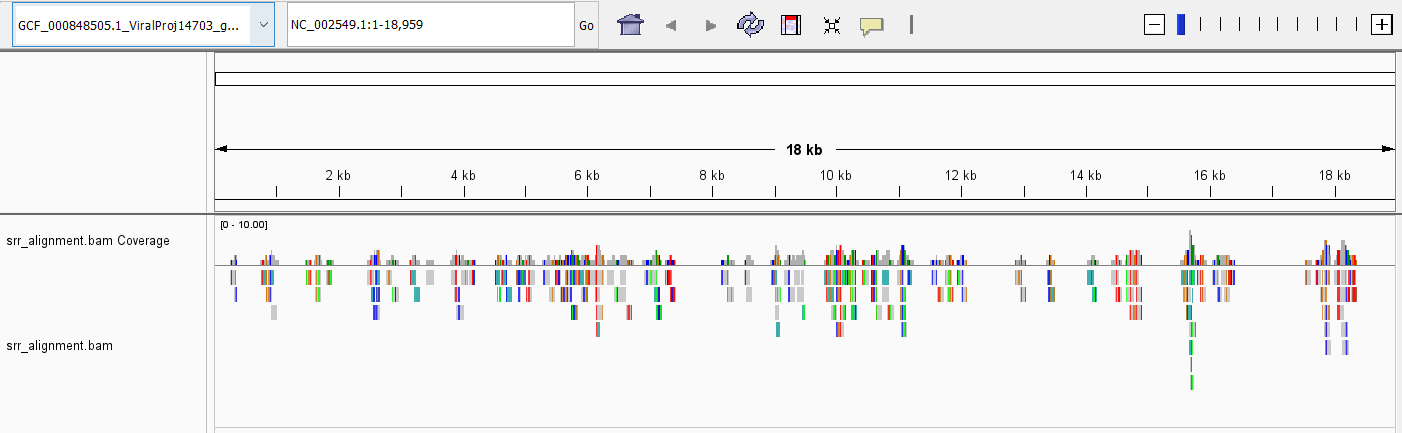 GCF_000848505.1_ViralProj14703_g... NC_002549.1:1-18,959 Go
18 kb
2 kb 4 kb 6 kb 8 kb 10 kb 12 kb 14 kb 16 kb 18 kb
[0 - 10.00]
srr_alignment.bam Coverage
srr_alignment.bam